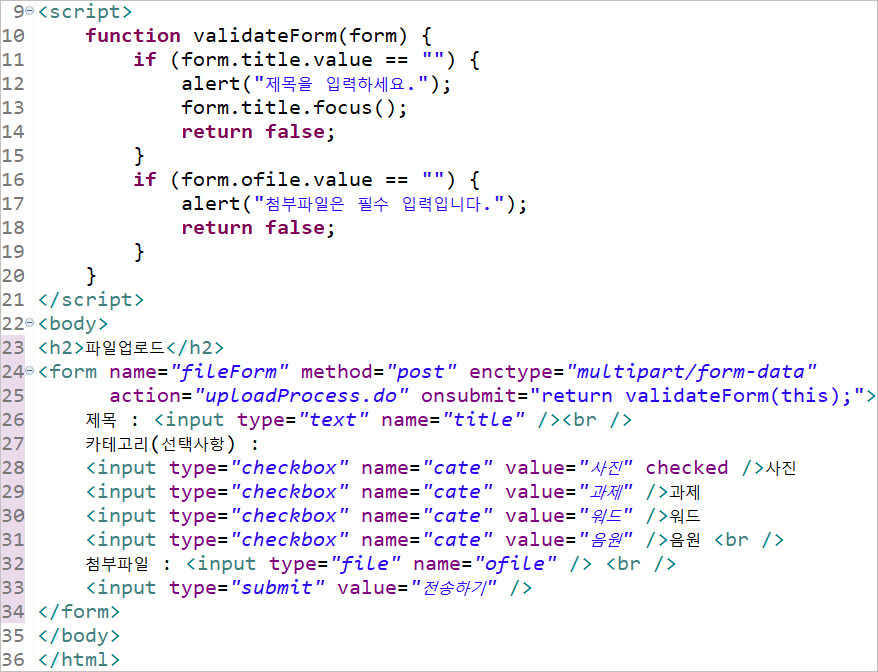 9 <script>
10     function validateForm(form) {
11         if (form.title.value == "") {
12             alert("제목을 입력하세요.");
13             form.title.focus();
14             return false;
15         }
16         if (form.ofile.value == "") {
17             alert("첨부파일은 필수 입력입니다.");
18             return false;
19         }
20     }
21 </script>
22 <body>
23 <h2>파일업로드</h2>
24 <form name="fileForm" method="post" enctype="multipart/form-data"
25       action="uploadProcess.do" onsubmit="return validateForm(this);">
26     제목 : <input type="text" name="title" /><br />
27     카테고리(선택사항) :
28     <input type="checkbox" name="cate" value="사진" checked />사진
29     <input type="checkbox" name="cate" value="과제" />과제
30     <input type="checkbox" name="cate" value="워드" />워드
31     <input type="checkbox" name="cate" value="음원" />음원 <br />
32     첨부파일 : <input type="file" name="ofile" /> <br />
33     <input type="submit" value="전송하기" />
34 </form>
35 </body>
36 </html>